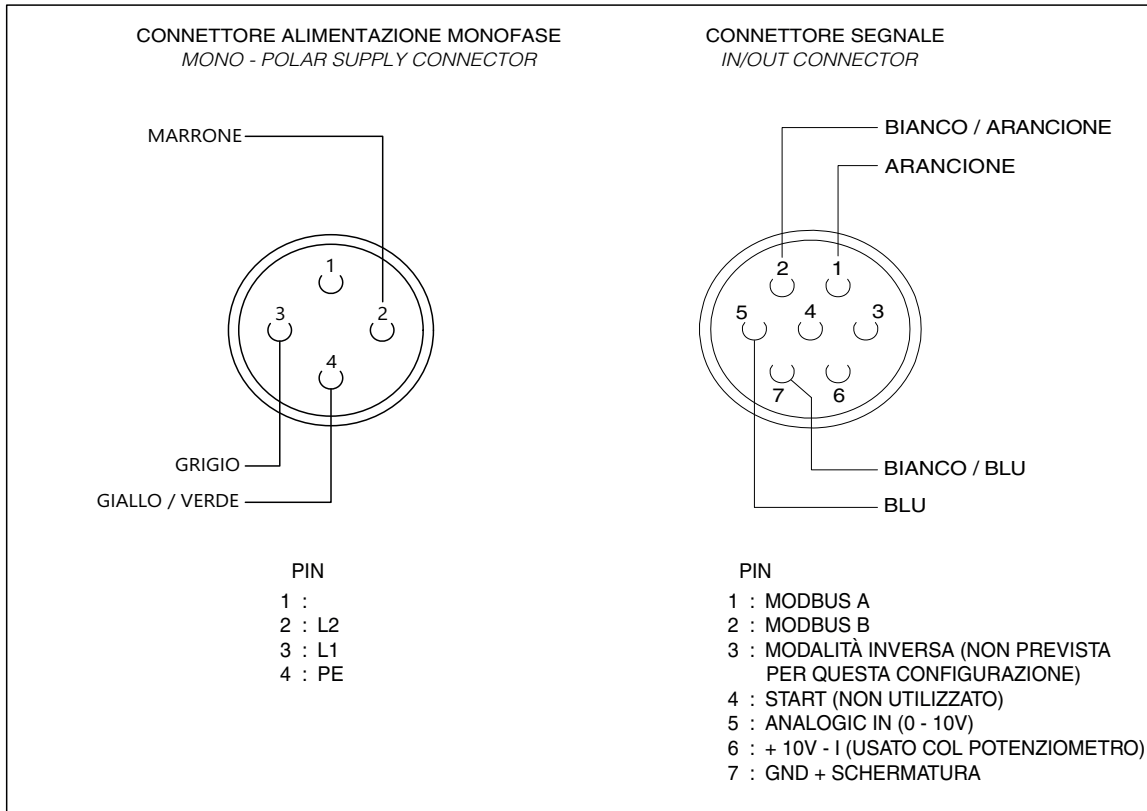 CONNETTORE ALIMENTAZIONE MONOFASE
MONO - POLAR SUPPLY CONNECTOR
MARRONE
1
3
2
4
GRIGIO
GIALLO / VERDE
PIN
1 :
2 : L2
3 : L1
4 : PE
CONNETTORE SEGNALE
IN/OUT CONNECTOR
BIANCO / ARANCIONE
ARANCIONE
2
1
5
4
3
7
6
BIANCO / BLU
BLU
PIN
1 : MODBUS A
2 : MODBUS B
3 : MODALITÀ INVERSA (NON PREVISTA
PER QUESTA CONFIGURAZIONE)
4 : START (NON UTILIZZATO)
5 : ANALOGIC IN (0 - 10V)
6 : + 10V - I (USATO COL POTENZIOMETRO)
7 : GND + SCHERMATURA